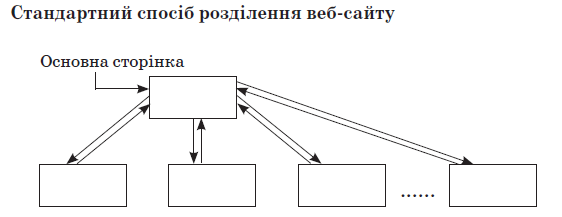 Стандартний спосіб розділення веб-сайту
Основна сторінка
......